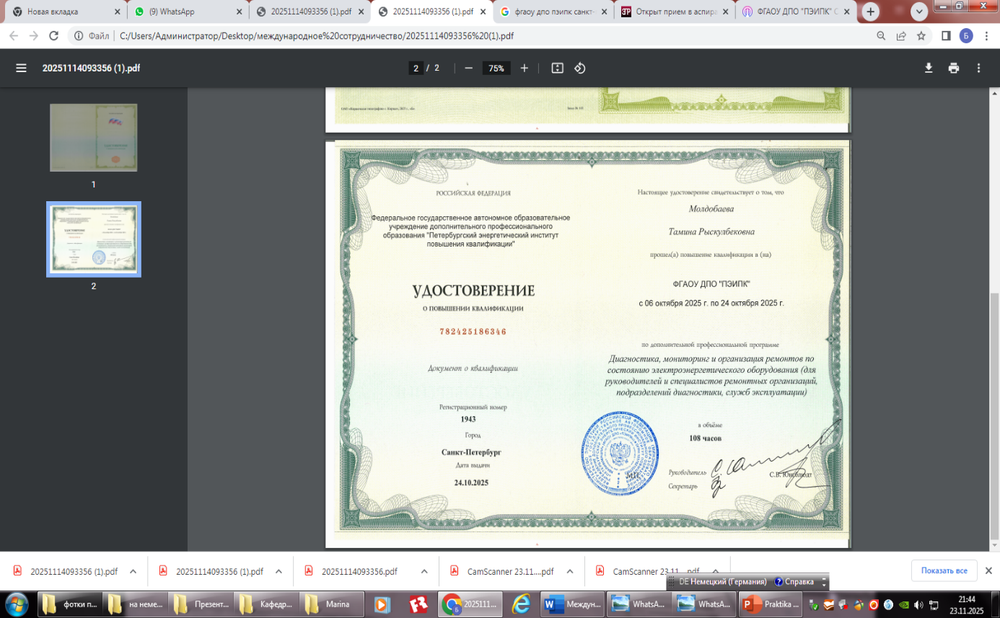 Новая вкладка
(9) WhatsApp
20251114093356 (1).pdf
20251114093356 (1).pdf
фгаоу дпо пэипк санкт-
Открыт прием в аспира
ФГАОУ ДПО "ПЭИПК" С
Файл
C:/Users/Администратор/Desktop/международное%20сотрудничество/20251114093356%20(1).pdf
Б
20251114093356 (1).pdf
2 / 2
75%
1
2
РОССИЙСКАЯ ФЕДЕРАЦИЯ
Федеральное государственное автономное образовательное
учреждение дополнительного профессионального
образования "Петербургский энергетический институт
повышения квалификации"
УДОСТОВЕРЕНИЕ
О ПОВЫШЕНИИ КВАЛИФИКАЦИИ
782425186346
Документ о квалификации
Регистрационный номер
1943
Город
Санкт-Петербург
Дата выдачи
24.10.2025
Настоящее удостоверение свидетельствует о том, что
Молдобаева
Тамина Рыскулбековна
прошел(а) повышение квалификации в (на)
ФГАОУ ДПО "ПЭИПК"
с 06 октября 2025 г. по 24 октября 2025 г.
по дополнительной профессиональной программе
Диагностика, мониторинг и организация ремонтов по
состоянию электроэнергетического оборудования (для
руководителей и специалистов ремонтных организаций,
подразделений диагностики, служб эксплуатации)
в объёме
108 часов
М.П.
Руководитель
С.В.
Секретарь
20251114093356 (1).pdf
20251114093356 (1).pdf
20251114093356.pdf
CamScanner 23.11....pdf
CamScanner 23.11....pdf
Показать все
DE Немецкий (Германия)
Справка
фотки п...
на неме...
Презент...
Кафедр...
Marina
2025111...
Междун...
WhatsA...
WhatsA...
Praktika ...
21:44
23.11.2025